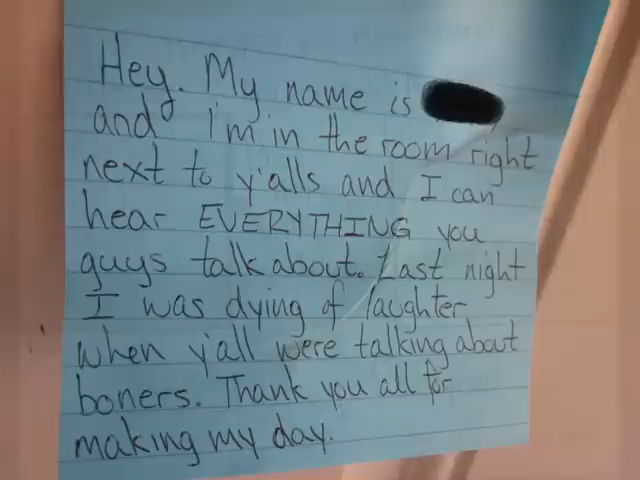 Hey. My name is
and I'm in the room right
next to y'alls and I can
hear EVERYTHING you
guys talk about. Last night
I was dying of laughter
when y'all were talking about
boners. Thank you all for
making my day.